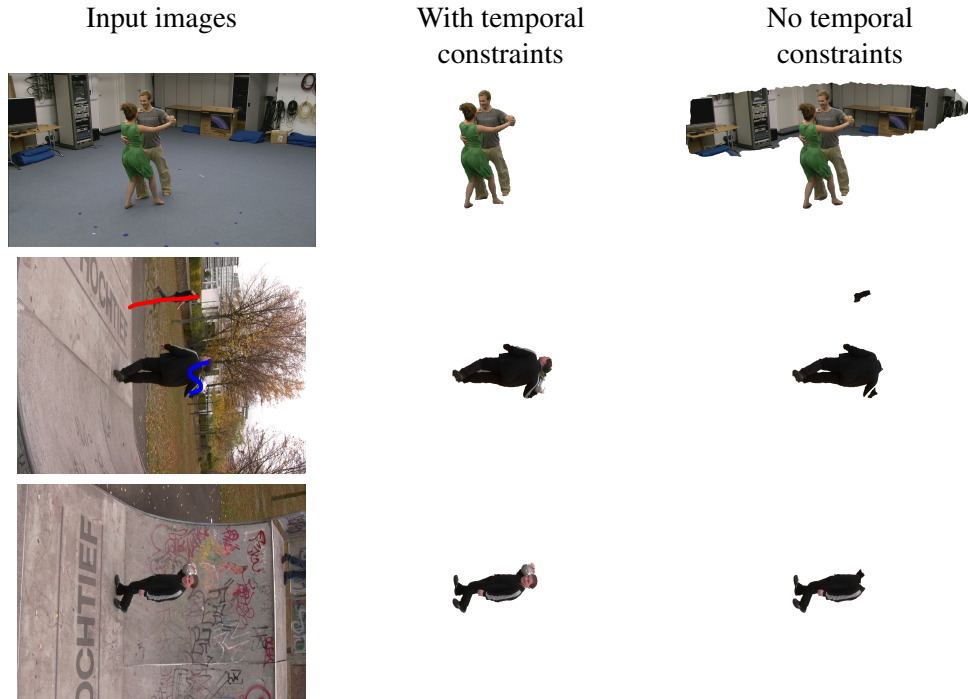 Input images
With temporal
constraints
No temporal
constraints
HOCHTIEF
OCHTIEF